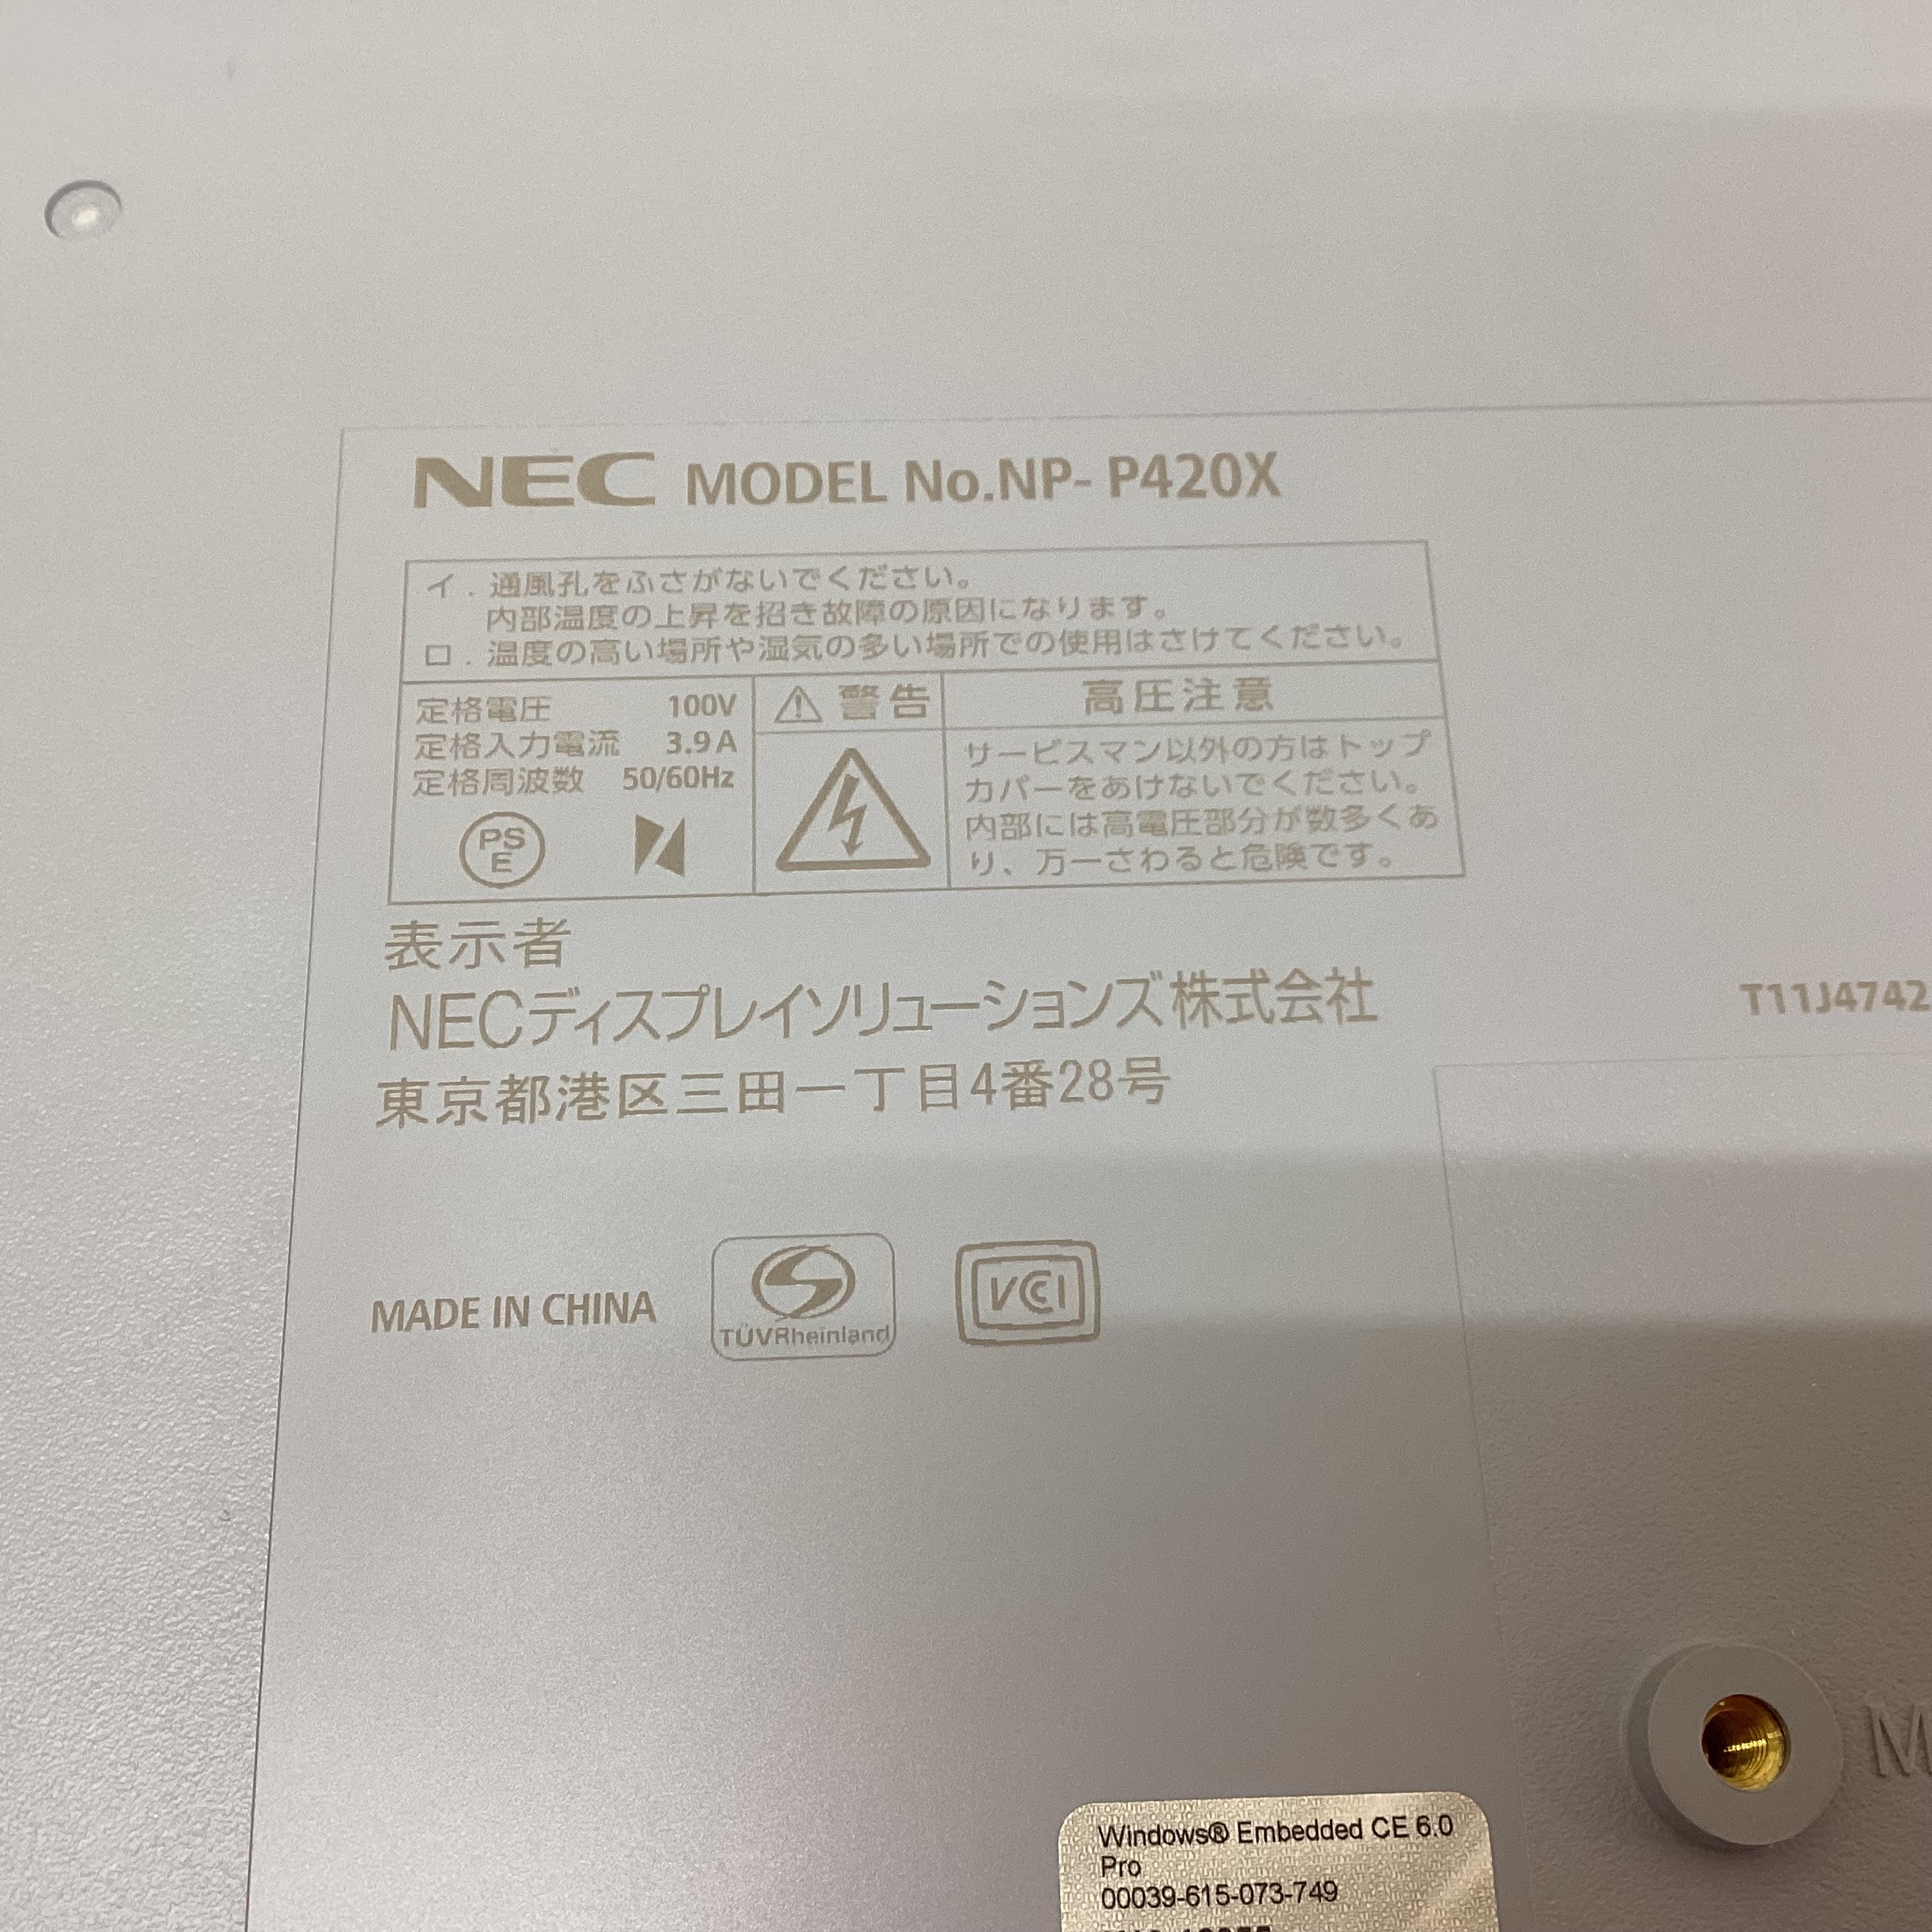 NEC MODEL No.NP- P420X
イ．通風孔をふさがないでください。
内部温度の上昇を招き故障の原因になります。
ロ．温度の高い場所や湿気の多い場所での使用はさけてください。
定格電圧 100V
定格入力電流 3.9A
定格周波数 50/60Hz
PS
E
⚠ 警告
高圧注意
サービスマン以外の方はトップ
カバーをあけないでください。
内部には高電圧部分が数多くあ
り、万一さわると危険です。
表示者
NECディスプレイソリューションズ株式会社
東京都港区三田一丁目4番28号
T11J4742
MADE IN CHINA
TÜVRheinland
VCCI
M
Windows® Embedded CE 6.0
Pro
00039-615-073-749